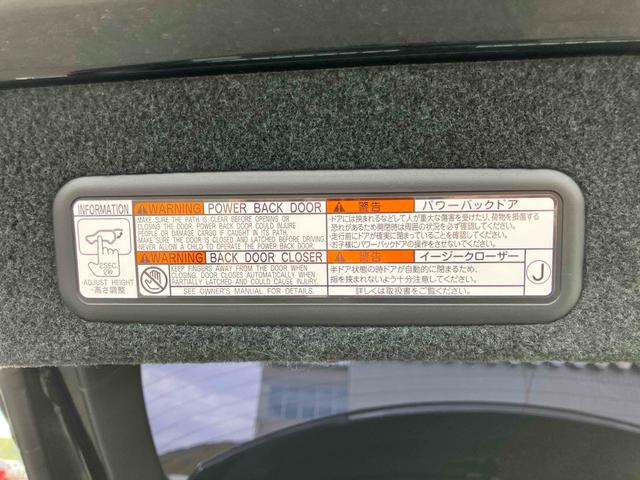 INFORMATION
2SEC.
・ADJUST HEIGHT
・高さ調整
WARNING POWER BACK DOOR
MAKE SURE THE PATH IS CLEAR BEFORE OPENING OR
CLOSING THE DOOR. POWER BACK DOOR COULD INJURE
PEOPLE OR DAMAGE CARGO IF CAUGHT IN ITS PATH.
MAKE SURE THE DOOR IS CLOSED AND LATCHED BEFORE DRIVING.
NEVER ALLOW A CHILD TO OPERATE THE POWER BACK DOOR.
WARNING BACK DOOR CLOSER
KEEP FINGERS AWAY FROM THE DOOR WHEN
CLOSING. DOOR CLOSES AUTOMATICALLY WHEN
PARTIALLY LATCHED AND COULD CAUSE INJURY.
SEE OWNER'S MANUAL FOR DETAILS.
警告 パワーバックドア
・ドアには挟まれるなどして人が重大な傷害を受けたり、荷物を損傷する
恐れがあるため開閉時は周囲の安全を確認してください。
・走行前にドアが確実に閉まっていることを確認してください。
・お子様にパワーバックドアの操作をさせないでください。
警告 イージークローザー
半ドア状態の時ドアが自動的に閉まるため、
指を挟まれないよう十分注意してください。
詳しくは取扱書をご覧ください。
J